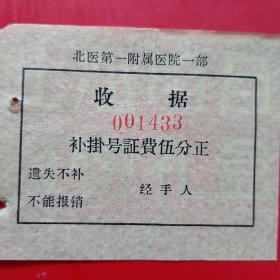 北医第一附属医院一部
收 据
001433
补掛号証費伍分正
遗失不补
经手人
不能报销